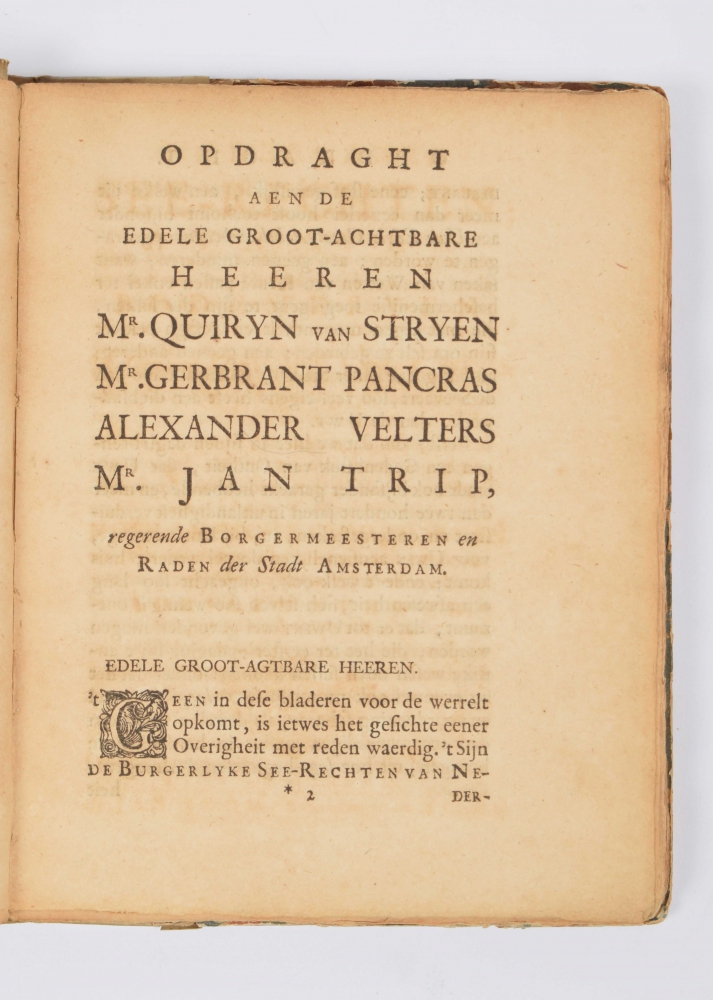 OPDRAGHT
AEN DE
EDELE GROOT-ACHTBARE
HEEREN
Mr. QUIRYN VAN STRYEN
Mr. GERBRANT PANCRAS
ALEXANDER VELTERS
Mr. JAN TRIP,
regerende BORGERMEESTEREN en
RADEN der Stadt AMSTERDAM.
EDELE GROOT-AGTBARE HEEREN.
't GEEN in dese bladeren voor de werrelt
opkomt, is ietwes het gesichte eener
Overigheit met reden waerdig. 't Sijn
DE BURGERLYKE SEE-RECHTEN VAN NE-
* 2 DER-